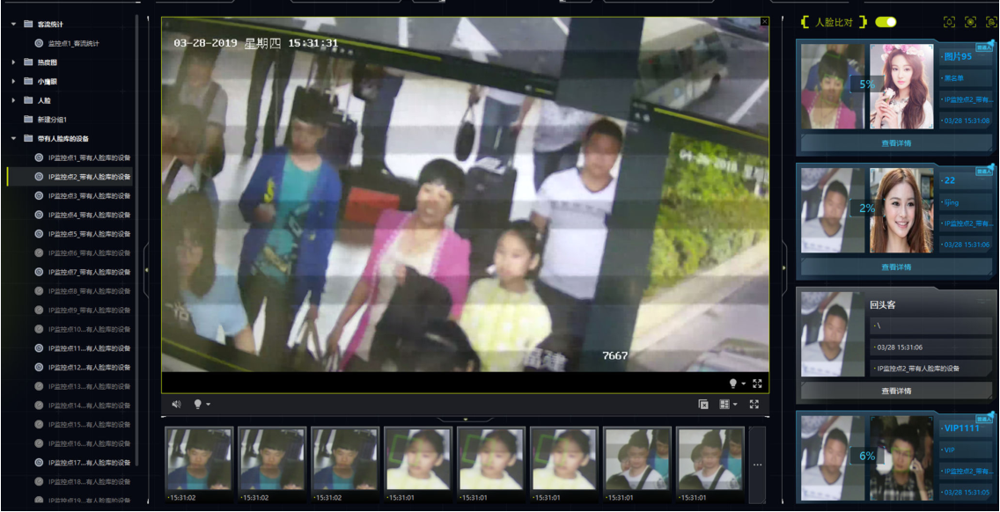 客流统计
监控点1_客流统计
热度图
小鹰眼
人脸
新建分组1
带有人脸库的设备
IP监控点1_带有人脸库的设备
IP监控点2_带有人脸库的设备
IP监控点3_带有人脸库的设备
IP监控点4_带有人脸库的设备
IP监控点5_带有人脸库的设备
IP监控点6_带有人脸库的设备
IP监控点7_带有人脸库的设备
IP监控点8_带有人脸库的设备
IP监控点9_带有人脸库的设备
IP监控点10...有人脸库的设备
IP监控点11...有人脸库的设备
IP监控点12...有人脸库的设备
IP监控点13...有人脸库的设备
IP监控点14...有人脸库的设备
IP监控点15...有人脸库的设备
IP监控点16...有人脸库的设备
IP监控点17...有人脸库的设备
IP监控点18...有人脸库的设备
IP监控点19...有人脸库的设备
03-28-2019 星期四 15:31:31
福建
7667
15:31:02
15:31:02
15:31:02
15:31:01
15:31:01
15:31:01
15:31:01
15:31:01
...
人脸比对
5%
图片95
黑名单
IP监控点2_带有...
03/28 15:31:08
查看详情
2%
22
lijing
IP监控点2_带有...
03/28 15:31:06
查看详情
回头客
\
03/28 15:31:06
IP监控点2_带有人脸库的设备
查看详情
6%
VIP1111
VIP
IP监控点2_带有...
03/28 15:31:05